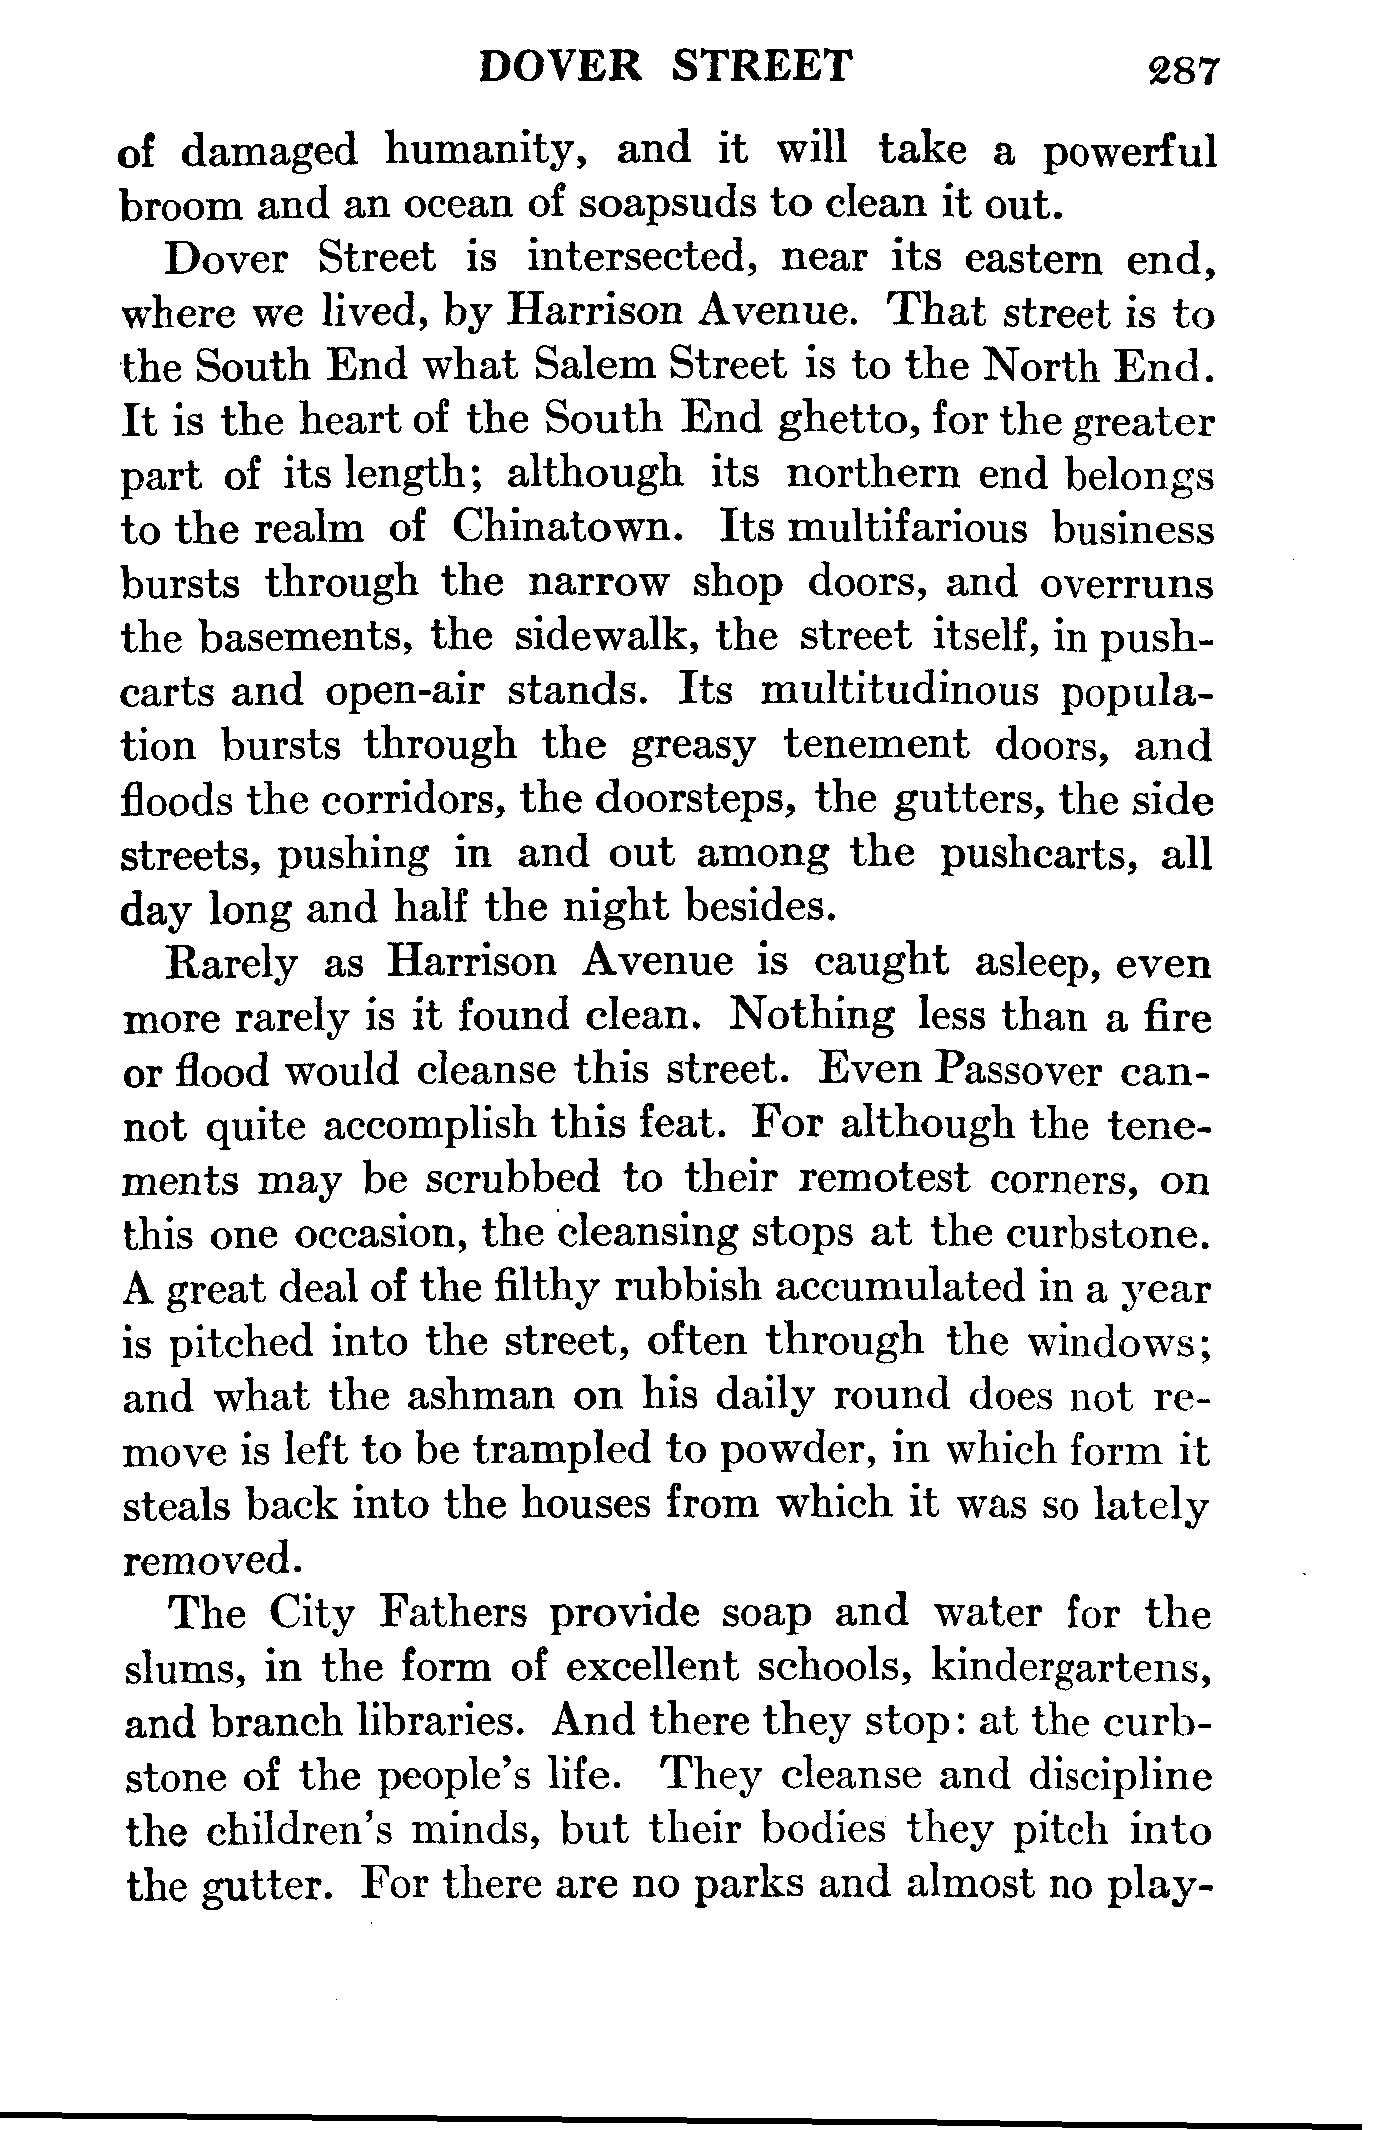 DOVER STREET 287
of damaged humanity, and it will take a powerful
broom and an ocean of soapsuds to clean it out.
Dover Street is intersected, near its eastern end,
where we lived, by Harrison Avenue. That street is to
the South End what Salem Street is to the North End.
It is the heart of the South End ghetto, for the greater
part of its length; although its northern end belongs
to the realm of Chinatown. Its multifarious business
bursts through the narrow shop doors, and overruns
the basements, the sidewalk, the street itself, in push-
carts and open-air stands. Its multitudinous popula-
tion bursts through the greasy tenement doors, and
floods the corridors, the doorsteps, the gutters, the side
streets, pushing in and out among the pushcarts, all
day long and half the night besides.
Rarely as Harrison Avenue is caught asleep, even
more rarely is it found clean. Nothing less than a fire
or flood would cleanse this street. Even Passover can-
not quite accomplish this feat. For although the tene-
ments may be scrubbed to their remotest corners, on
this one occasion, the cleansing stops at the curbstone.
A great deal of the filthy rubbish accumulated in a year
is pitched into the street, often through the windows;
and what the ashman on his daily round does not re-
move is left to be trampled to powder, in which form it
steals back into the houses from which it was so lately
removed.
The City Fathers provide soap and water for the
slums, in the form of excellent schools, kindergartens,
and branch libraries. And there they stop: at the curb-
stone of the people's life. They cleanse and discipline
the children's minds, but their bodies they pitch into
the gutter. For there are no parks and almost no play-